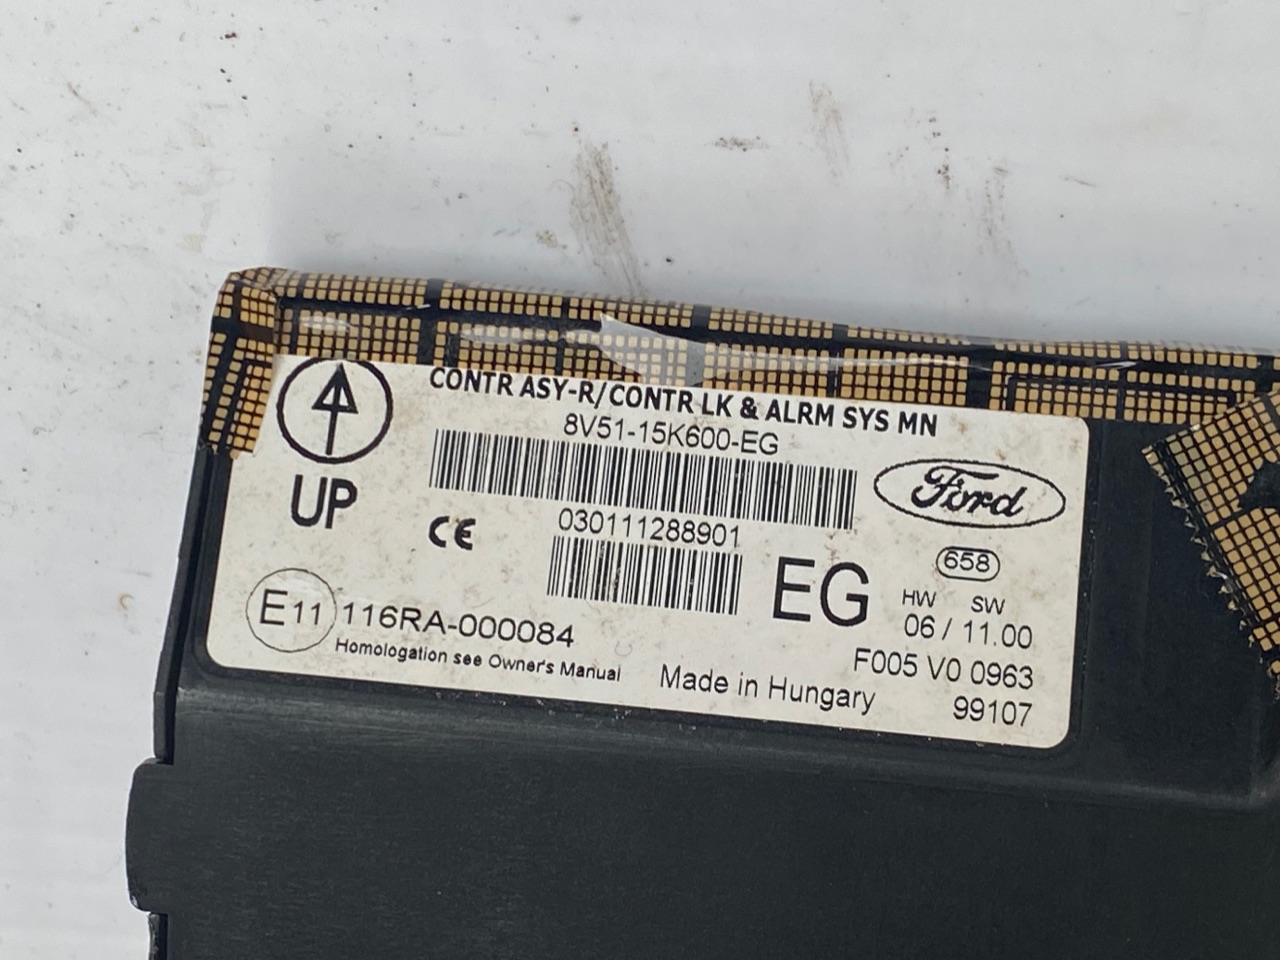 CONTR ASY-R/CONTR LK & ALRM SYS MN
8V51-15K600-EG
UP
CE
030111288901
Ford
658
EG
HW SW
06 / 11.00
E11 116RA-000084
Homologation see Owner's Manual
Made in Hungary
F005 V0 0963
99107